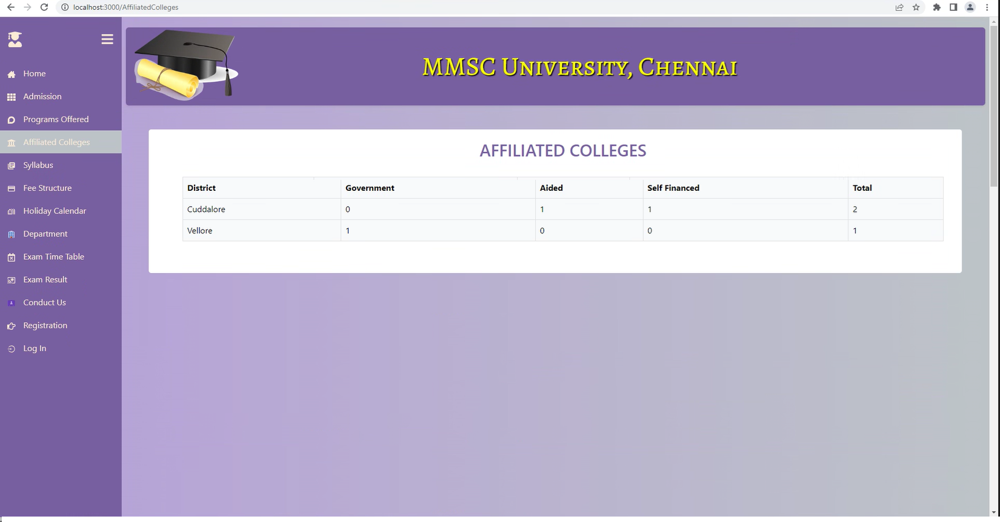 localhost:3000/AffiliatedColleges
MMSC University, Chennai
Home
Admission
Programs Offered
Affiliated Colleges
Syllabus
Fee Structure
Holiday Calendar
Department
Exam Time Table
Exam Result
Conduct Us
Registration
Log In
AFFILIATED COLLEGES
District Government Aided Self Financed Total
Cuddalore 0 1 1 2
Vellore 1 0 0 1